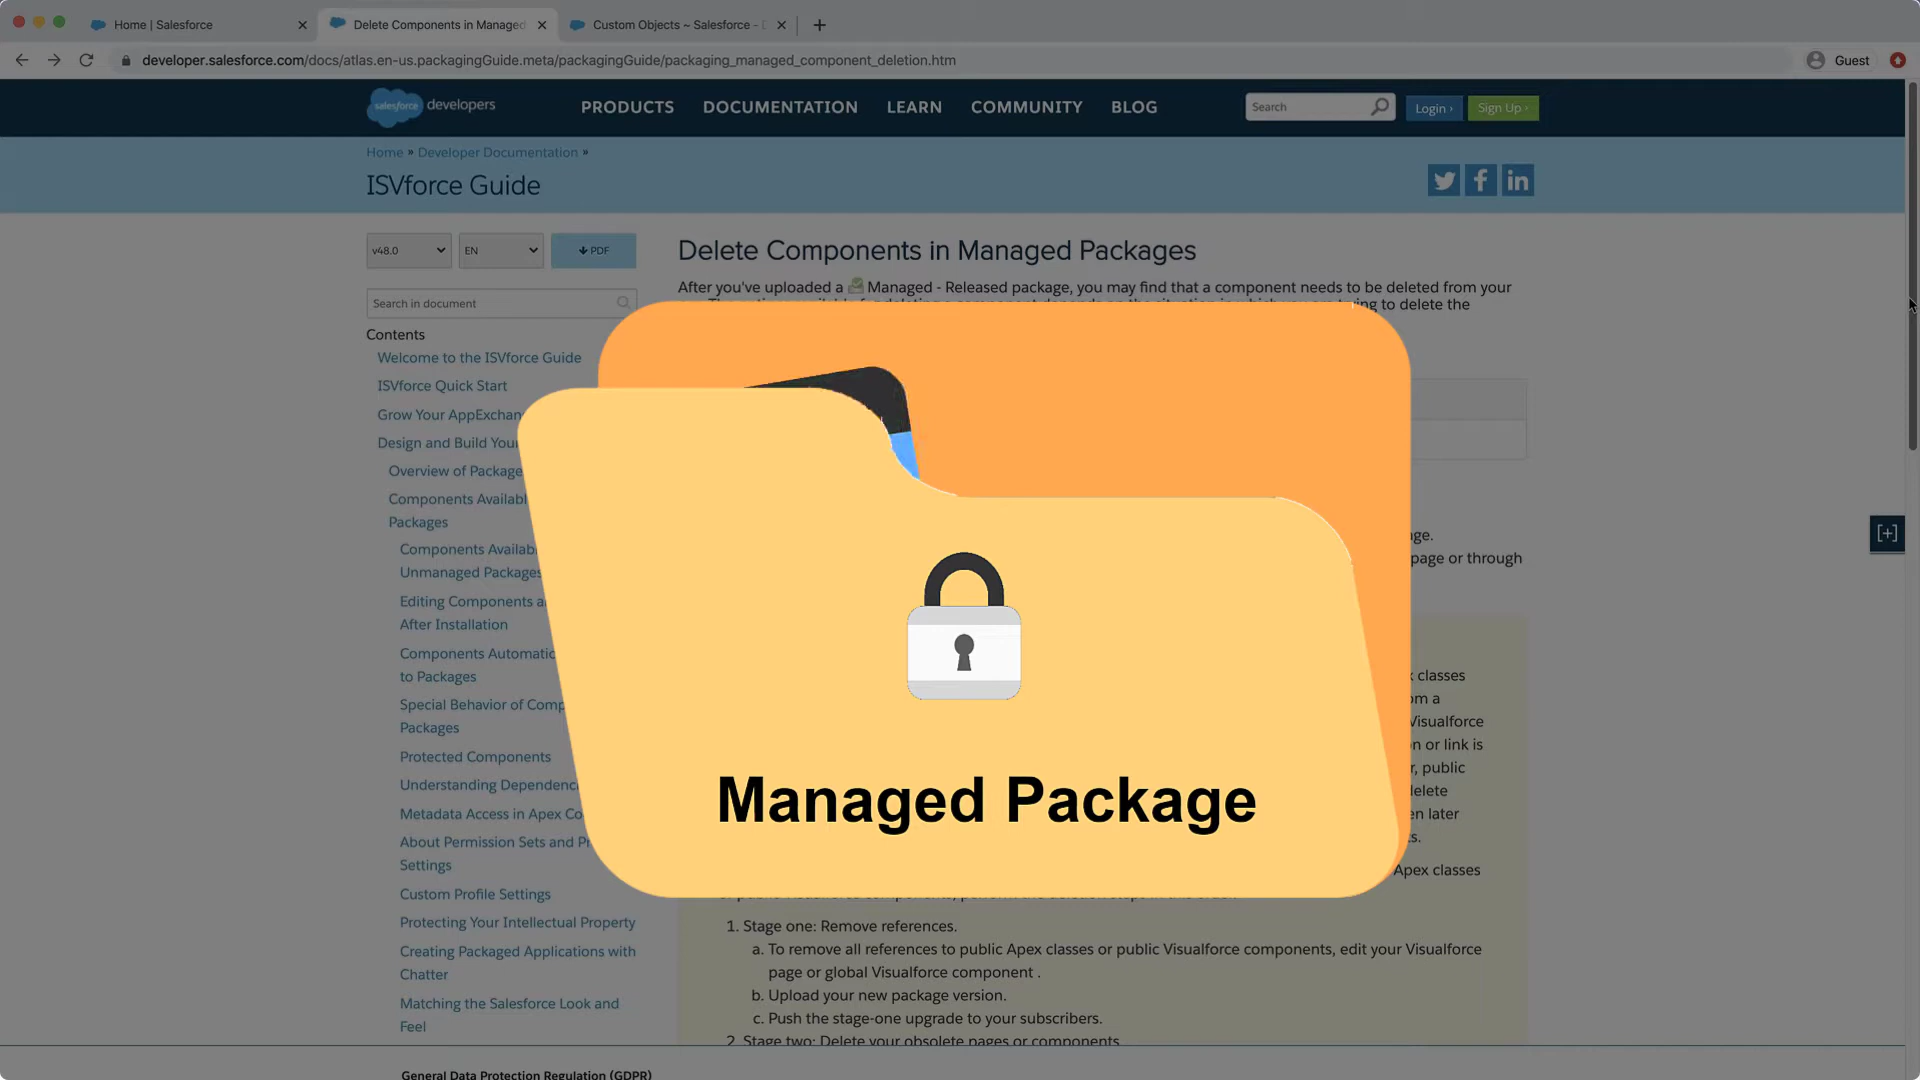 Home | Salesforce
Delete Components in Managed
Custom Objects ~ Salesforce -
developer.salesforce.com/docs/atlas.en-us.packagingGuide.meta/packagingGuide/packaging_managed_component_deletion.htm
Guest
salesforce developers
PRODUCTS DOCUMENTATION LEARN COMMUNITY BLOG
Search
Login ›
Sign Up ›
Home » Developer Documentation »
ISVforce Guide
v48.0
EN
PDF
Search in document
Contents
Welcome to the ISVforce Guide
ISVforce Quick Start
Grow Your AppExchan
Design and Build Your
Overview of Package
Components Availab
Packages
Components Availab
Unmanaged Packages
Editing Components a
After Installation
Components Automatic
to Packages
Special Behavior of Comp
Packages
Protected Components
Understanding Dependenc
Metadata Access in Apex Co
About Permission Sets and Pr
Settings
Custom Profile Settings
Protecting Your Intellectual Property
Creating Packaged Applications with
Chatter
Matching the Salesforce Look and
Feel
Delete Components in Managed Packages
After you've uploaded a Managed - Released package, you may find that a component needs to be deleted from your
ng to delete the
ge.
page or through
classes
om a
Visualforce
n or link is
r, public
delete
en later
s.
Apex classes
Managed Package
1. Stage one: Remove references.
a. To remove all references to public Apex classes or public Visualforce components, edit your Visualforce
page or global Visualforce component .
b. Upload your new package version.
c. Push the stage-one upgrade to your subscribers.
2. Stage two: Delete your obsolete pages or components.
[+]
General Data Protection Regulation (GDPR)